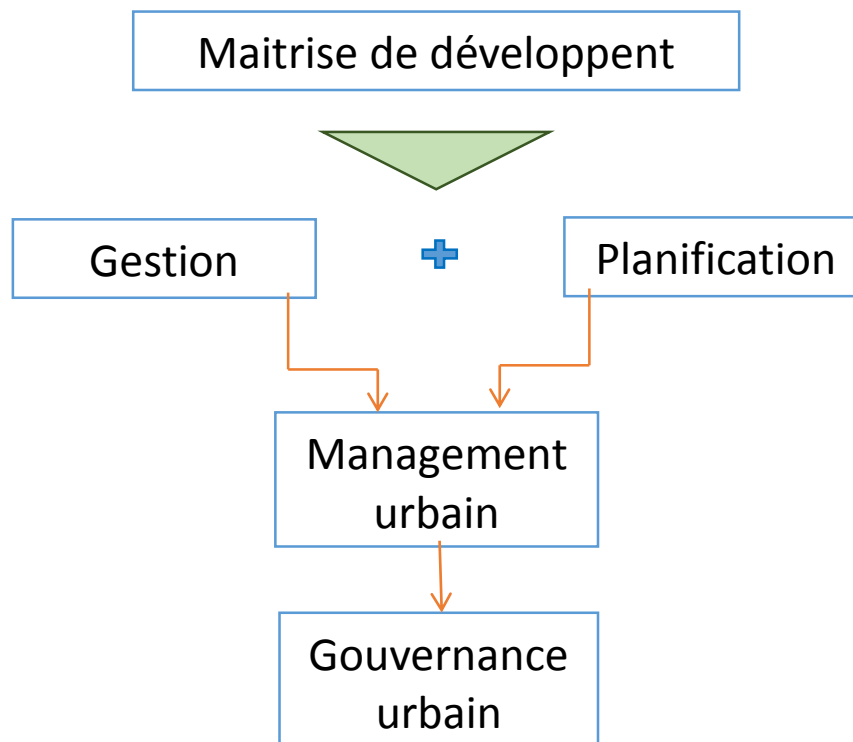 Maitrise de développent
Gestion
Planification
Management
urbain
Gouvernance
urbain